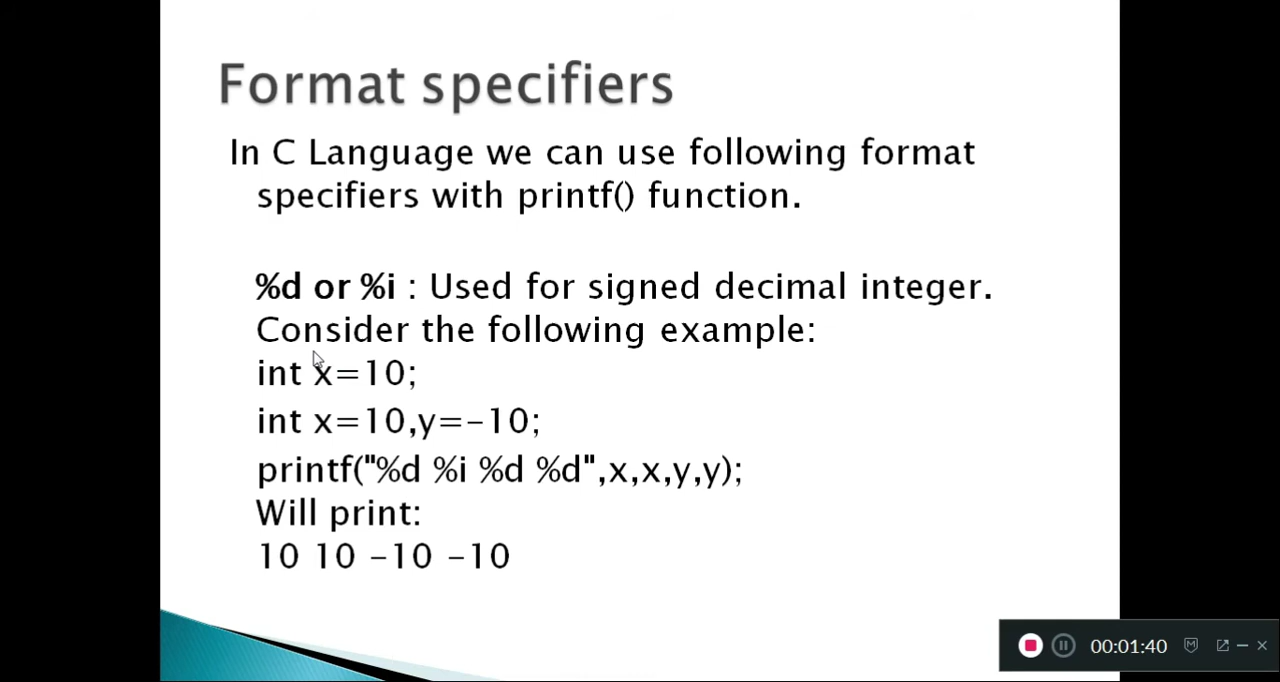 Format specifiers
In C Language we can use following format
specifiers with printf() function.
%d or %i : Used for signed decimal integer.
Consider the following example:
int x=10;
int x=10,y=-10;
printf("%d %i %d %d",x,x,y,y);
Will print:
10 10 -10 -10
00:01:40